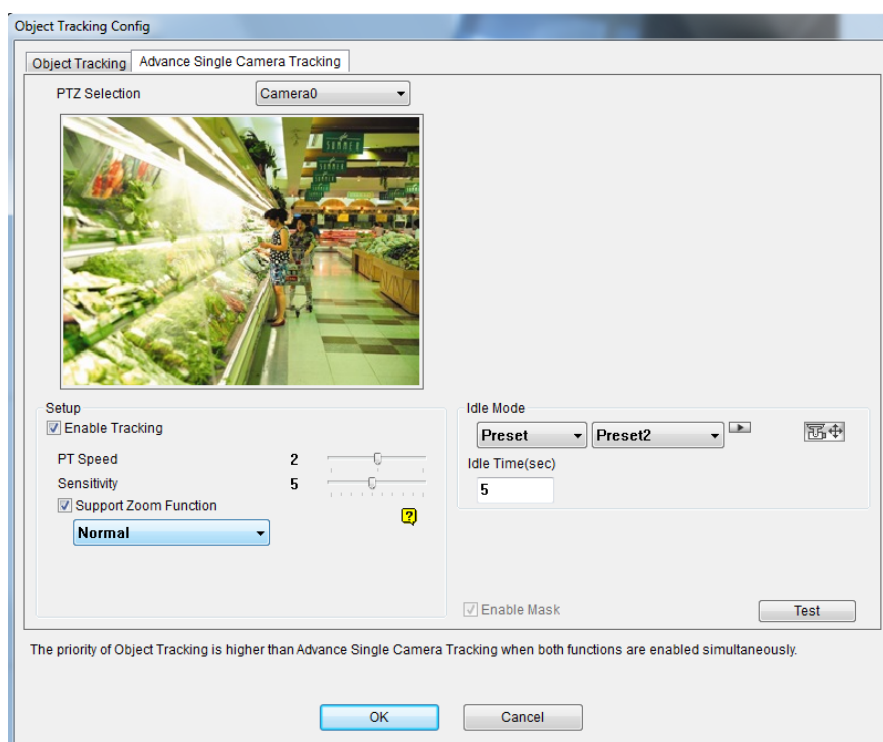 Object Tracking Config
Object Tracking
Advance Single Camera Tracking
PTZ Selection
Camera0
SUMMER
SUMMER
Setup
Enable Tracking
PT Speed
2
Sensitivity
5
Support Zoom Function
?
Normal
Idle Mode
Preset
Preset2
Idle Time(sec)
5
Enable Mask
Test
The priority of Object Tracking is higher than Advance Single Camera Tracking when both functions are enabled simultaneously.
OK
Cancel